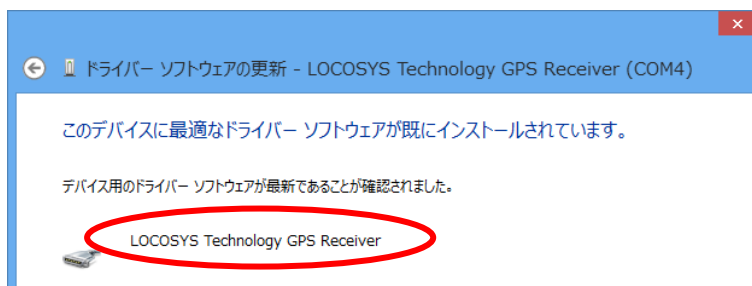 ドライバー ソフトウェアの更新 - LOCOSYS Technology GPS Receiver (COM4)
このデバイスに最適なドライバー ソフトウェアが既にインストールされています。
デバイス用のドライバー ソフトウェアが最新であることが確認されました。
LOCOSYS Technology GPS Receiver